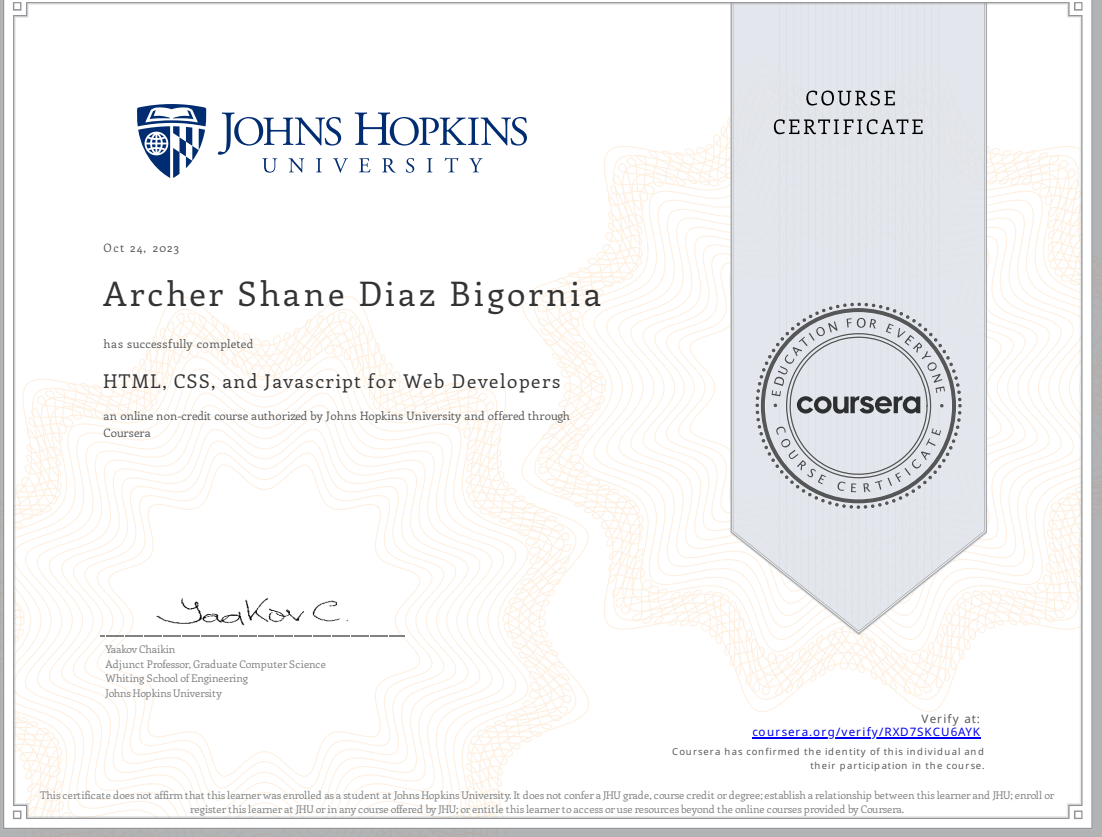 JOHNS HOPKINS
UNIVERSITY
COURSE
CERTIFICATE
Oct 24, 2023
Archer Shane Diaz Bigornia
has successfully completed
HTML, CSS, and Javascript for Web Developers
an online non-credit course authorized by Johns Hopkins University and offered through
Coursera
EDUCATION FOR EVERYONE
coursera
COURSE CERTIFICATE
Yaakov C.
Yaakov Chaikin
Adjunct Professor, Graduate Computer Science
Whiting School of Engineering
Johns Hopkins University
Verify at:
coursera.org/verify/RXD7SKCU6AYK
Coursera has confirmed the identity of this individual and
their participation in the course.
This certificate does not affirm that this learner was enrolled as a student at Johns Hopkins University. It does not confer a JHU grade, course credit or degree; establish a relationship between this learner and JHU; enroll or
register this learner at JHU or in any course offered by JHU; or entitle this learner to access or use resources beyond the online courses provided by Coursera.